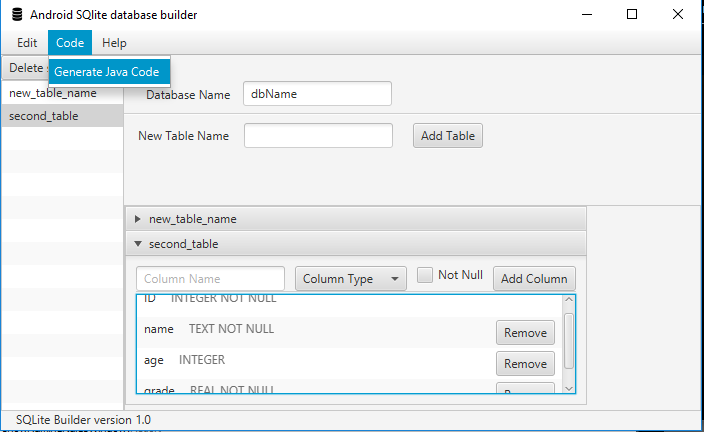 Android SQlite database builder
Edit Code Help
Delete
Generate Java Code
new_table_name
second_table
Database Name dbName
New Table Name Add Table
new_table_name
second_table
Column Name Column Type Not Null Add Column
ID INTEGER NOT NULL
name TEXT NOT NULL Remove
age INTEGER Remove
grade REAL NOT NULL
SQLite Builder version 1.0